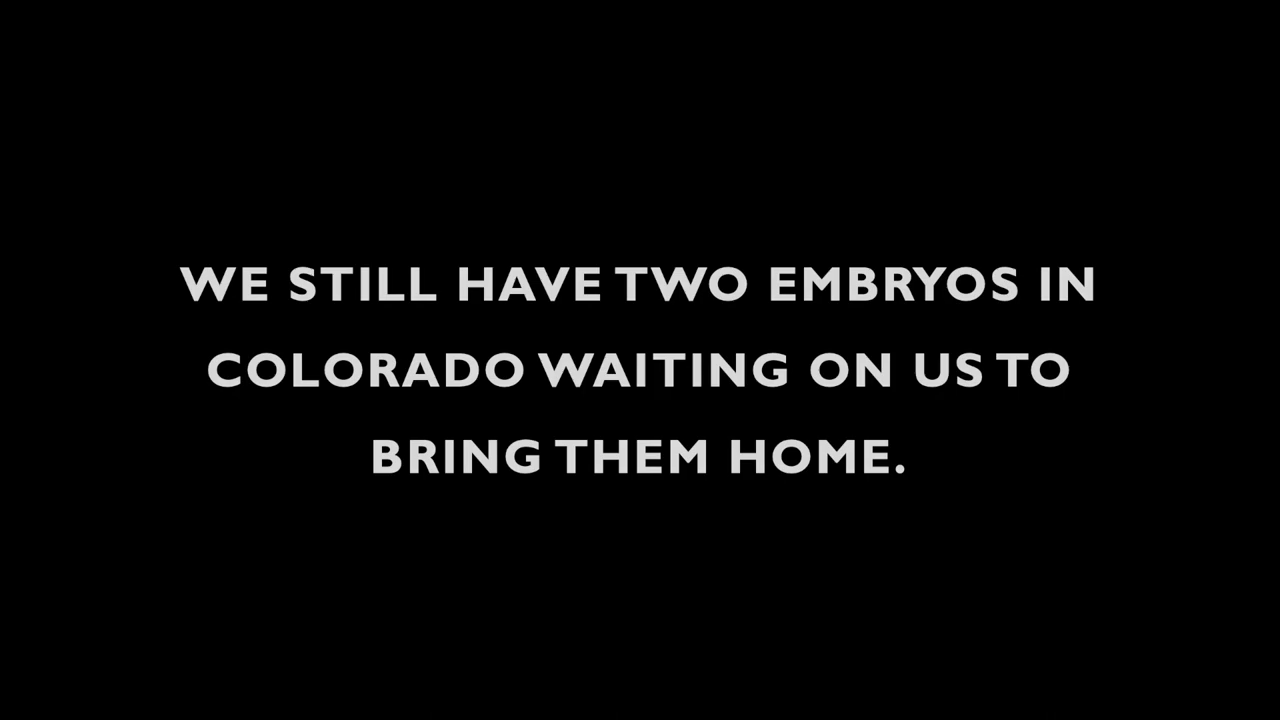 WE STILL HAVE TWO EMBRYOS IN
COLORADO WAITING ON US TO
BRING THEM HOME.